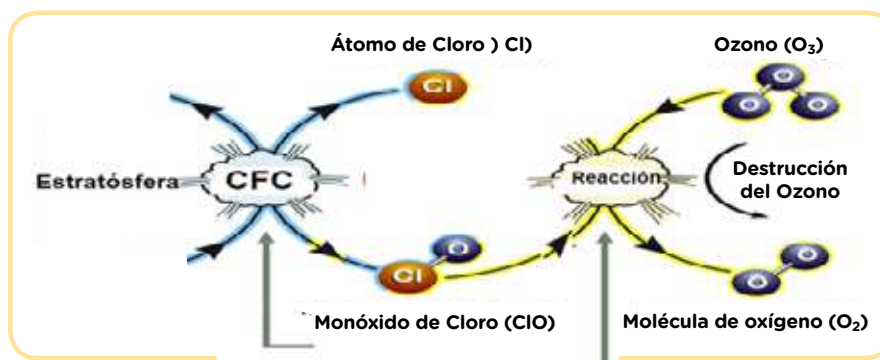 Átomo de Cloro ) Cl)
Ozono (O₃)
Cl
O
O
O
Estratósfera
CFC
Reacción
Destrucción
del Ozono
O
Cl
O
O
Monóxido de Cloro (ClO)
Molécula de oxígeno (O₂)